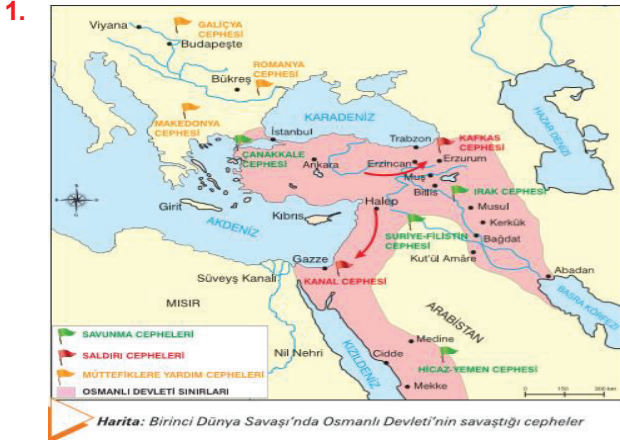 1.
Viyana
GALİÇYA
CEPHESİ
Budapeşte
ROMANYA
CEPHESİ
Bükreş
MAKEDONYA
CEPHESİ
KARADENİZ
HAZAR DENİZİ
İstanbul
ÇANAKKALE
CEPHESİ
Ankara
Trabzon
KAFKAS
CEPHESİ
Erzincan
Erzurum
Muş
Bitlis
IRAK CEPHESİ
Girit
Kıbrıs
Halep
Musul
Kerkük
AKDENİZ
SURİYE-FİLİSTİN
CEPHESİ
Bağdat
Kut'ül Amâre
Gazze
Süveyş Kanalı
KANAL CEPHESİ
Abadan
BASRA KÖRFEZİ
MISIR
ARABİSTAN
Nil Nehri
KIZILDENİZ
Medine
Cidde
HİCAZ-YEMEN CEPHESİ
Mekke
SAVUNMA CEPHELERİ
SALDIRI CEPHELERİ
MÜTTEFİKLERE YARDIM CEPHELERİ
OSMANLI DEVLETİ SINIRLARI
0 150 300 km
Harita: Birinci Dünya Savaşı'nda Osmanlı Devleti'nin savaştığı cepheler